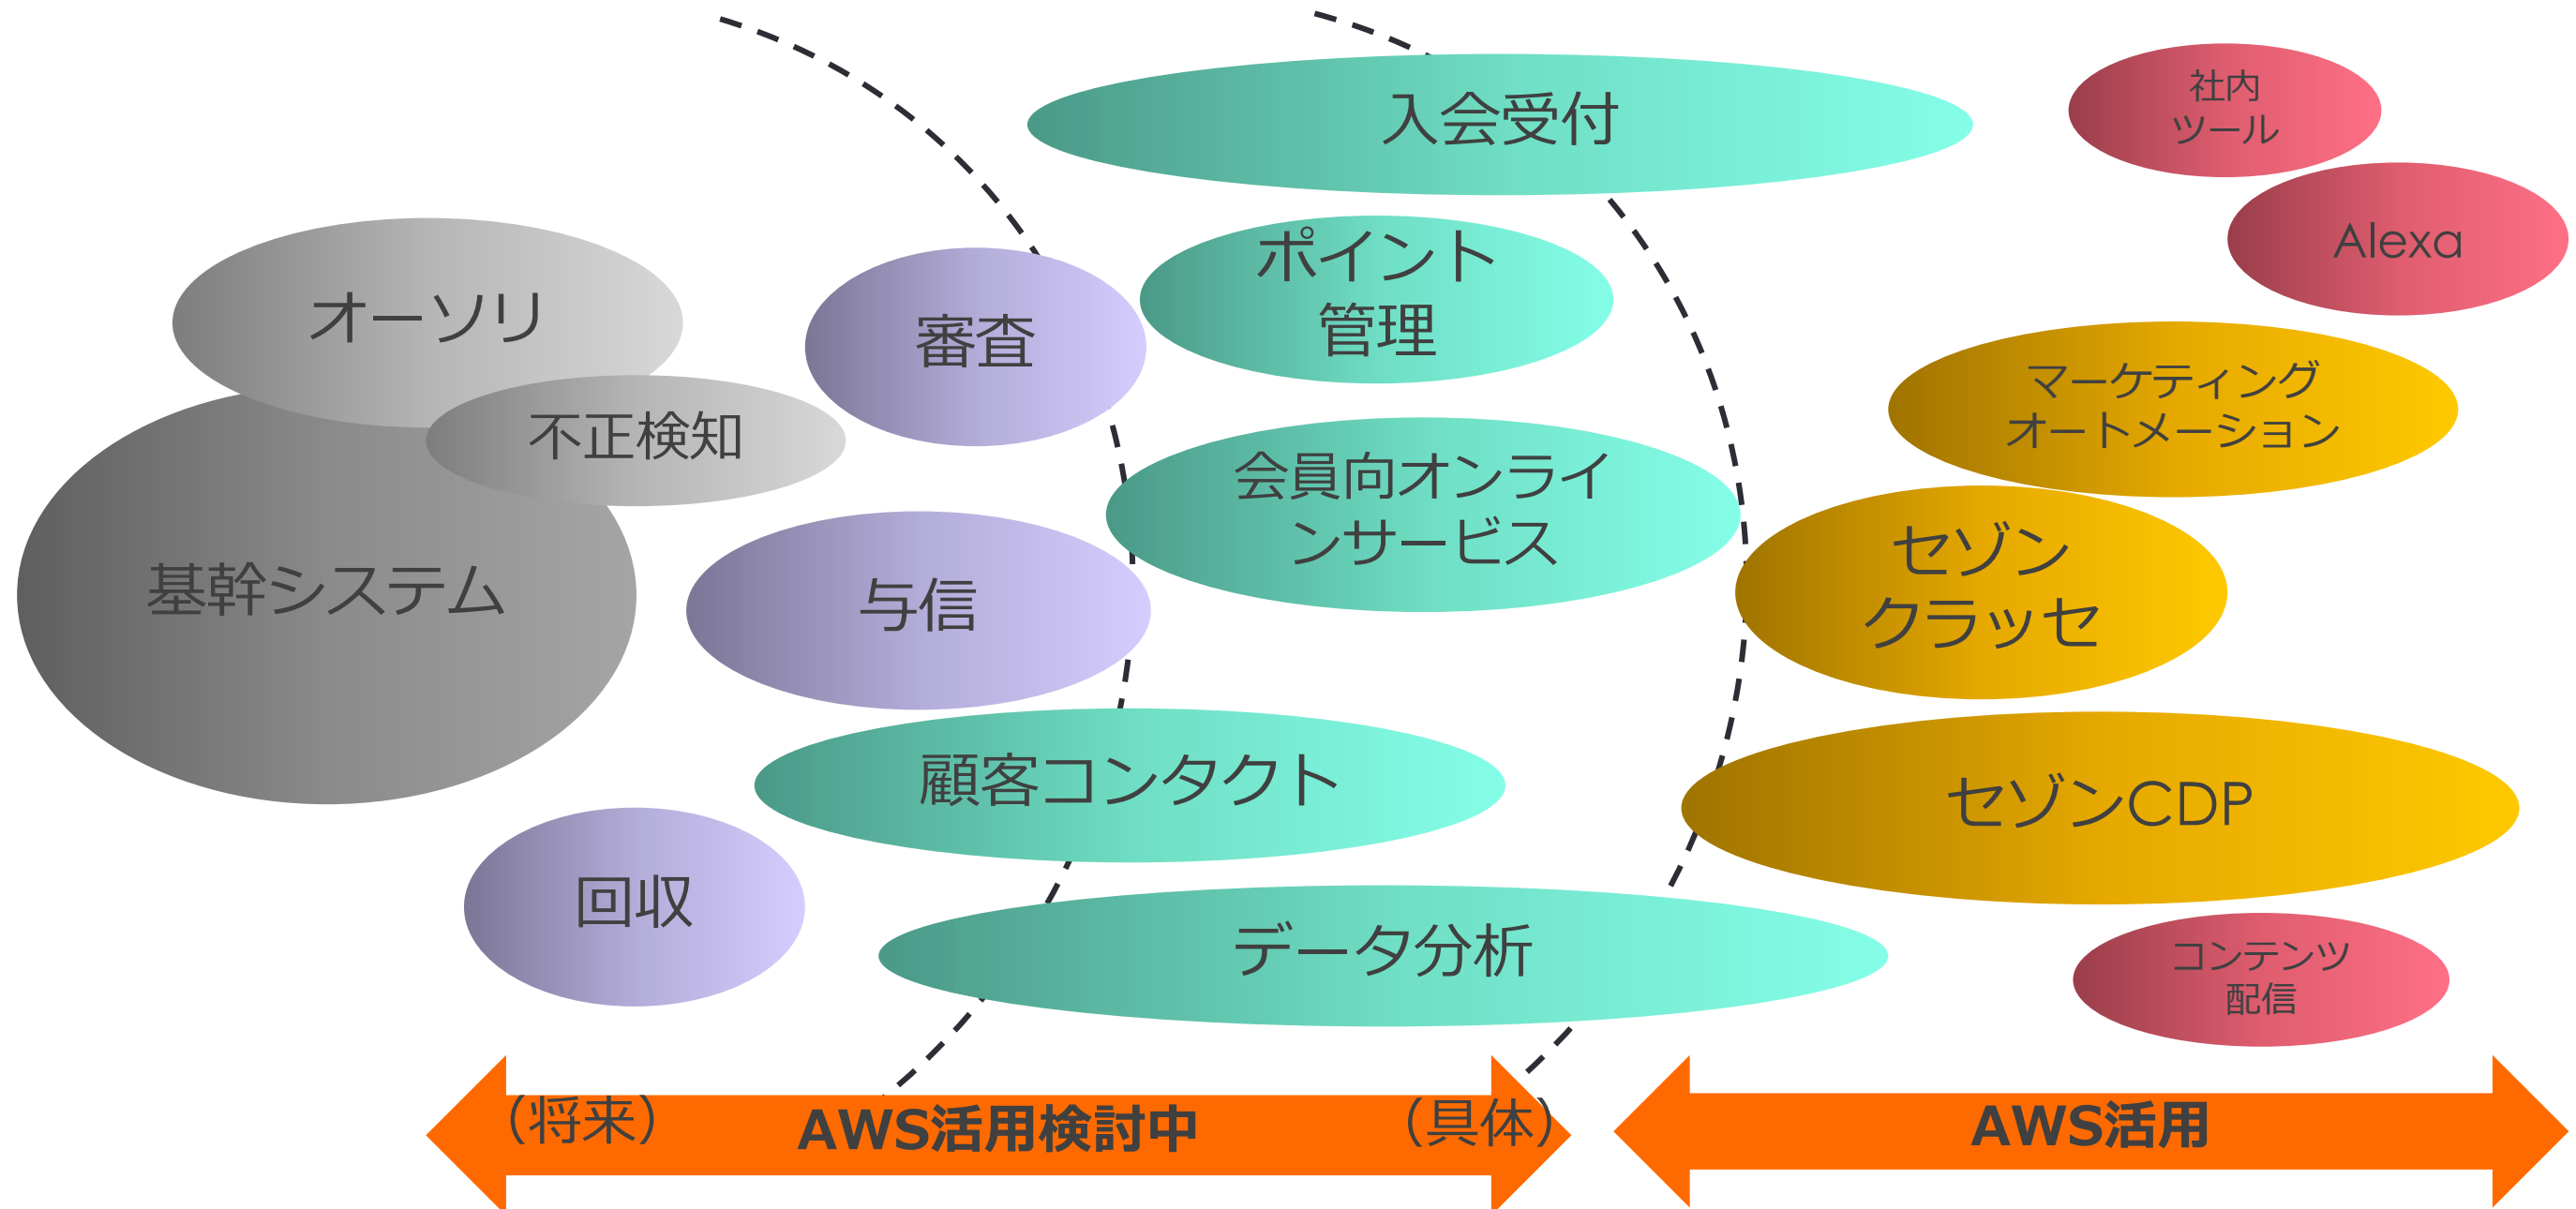 入会受付
社内
ツール
Alexa
オーソリ
審査
ポイント
管理
不正検知
マーケティング
オートメーション
会員向オンライ
ンサービス
基幹システム
与信
セゾン
クラッセ
顧客コンタクト
セゾンCDP
回収
データ分析
コンテンツ
配信
（将来）
AWS活用検討中
（具体）
AWS活用